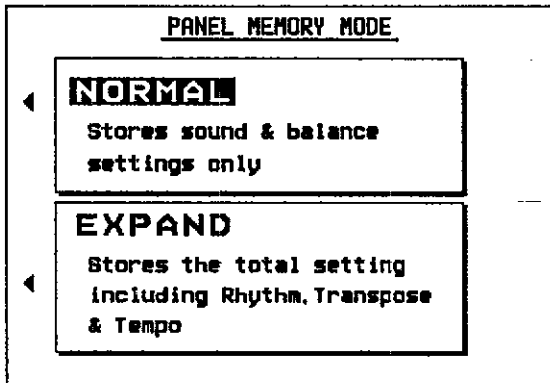 PANEL MEMORY MODE
NORMAL
Stores sound & balance
settings only
EXPAND
Stores the total setting
including Rhythm, Transpose
& Tempo